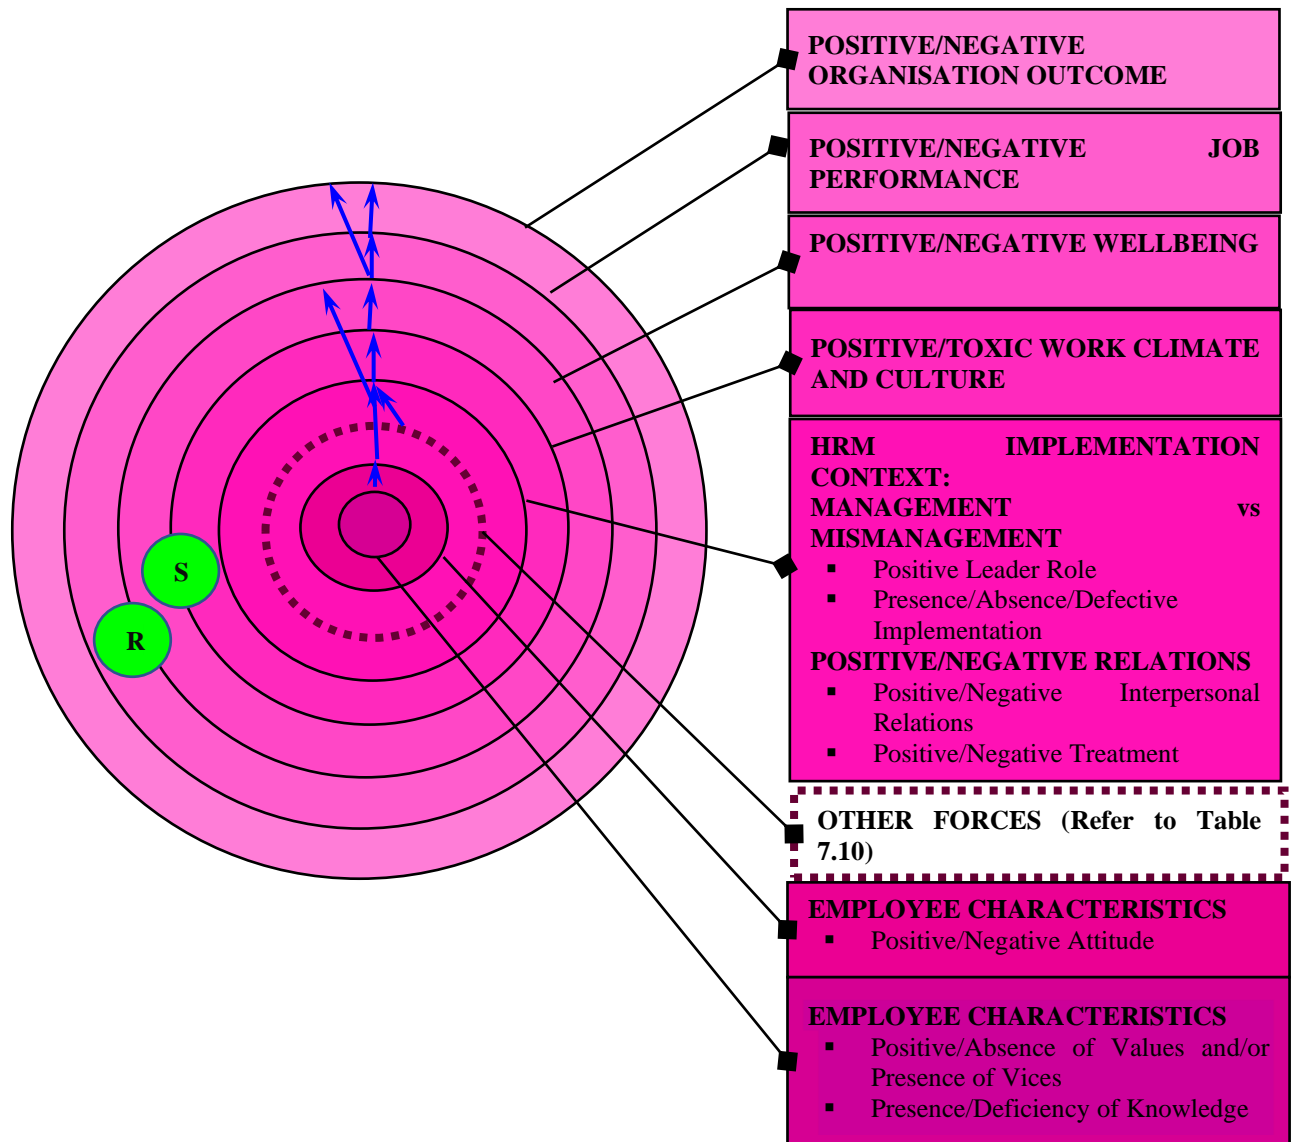 POSITIVE/NEGATIVE
ORGANISATION OUTCOME
POSITIVE/NEGATIVE JOB
PERFORMANCE
POSITIVE/NEGATIVE WELLBEING
POSITIVE/TOXIC WORK CLIMATE
AND CULTURE
HRM IMPLEMENTATION
CONTEXT:
MANAGEMENT vs
MISMANAGEMENT
▪ Positive Leader Role
▪ Presence/Absence/Defective
Implementation
POSITIVE/NEGATIVE RELATIONS
▪ Positive/Negative Interpersonal
Relations
▪ Positive/Negative Treatment
OTHER FORCES (Refer to Table
7.10)
EMPLOYEE CHARACTERISTICS
▪ Positive/Negative Attitude
EMPLOYEE CHARACTERISTICS
▪ Positive/Absence of Values and/or
Presence of Vices
▪ Presence/Deficiency of Knowledge
S
R